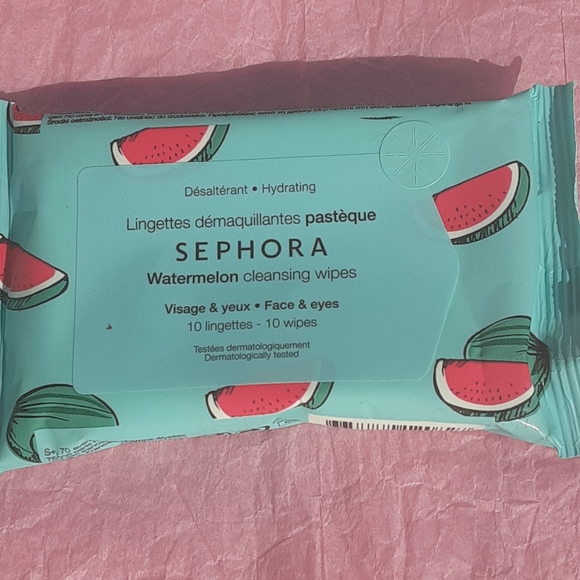 Désaltérant • Hydrating
Lingettes démaquillantes pastèque
SEPHORA
Watermelon cleansing wipes
Visage & yeux • Face & eyes
10 lingettes - 10 wipes
Testées dermatologiquement
Dermatologically tested